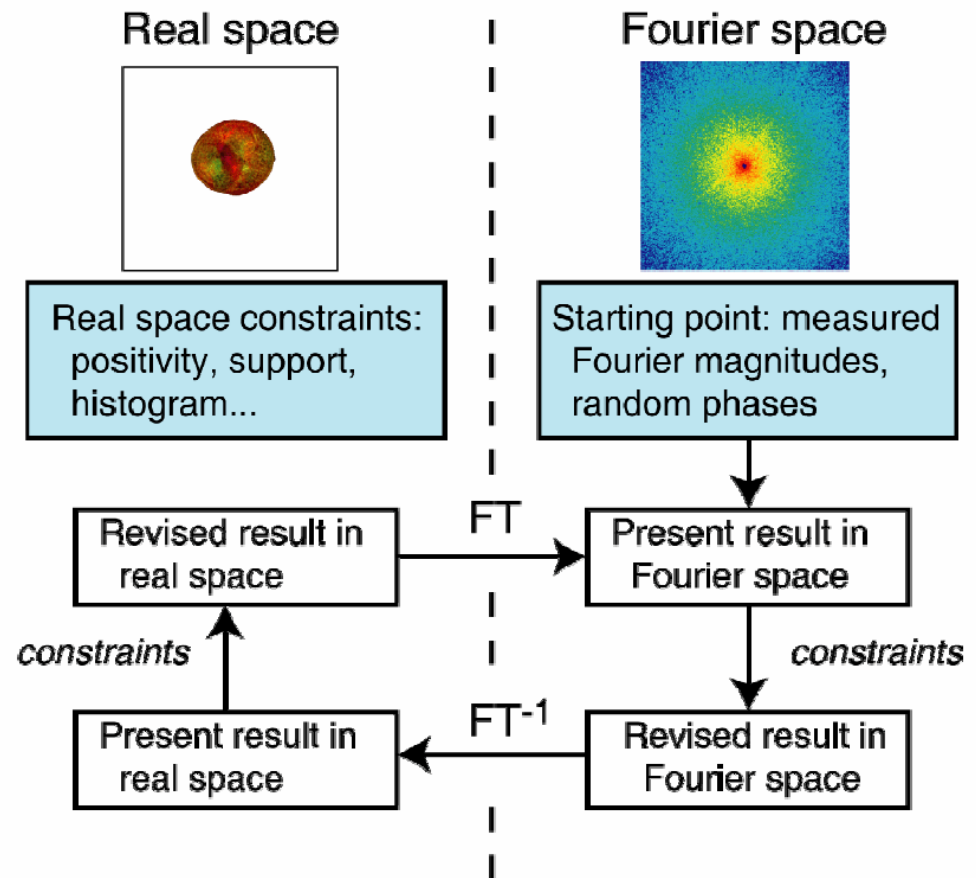 Real space
Fourier space
Real space constraints:
positivity, support,
histogram...
Starting point: measured
Fourier magnitudes,
random phases
Revised result in
real space
FT
Present result in
Fourier space
constraints
constraints
Present result in
real space
FT-1
Revised result in
Fourier space